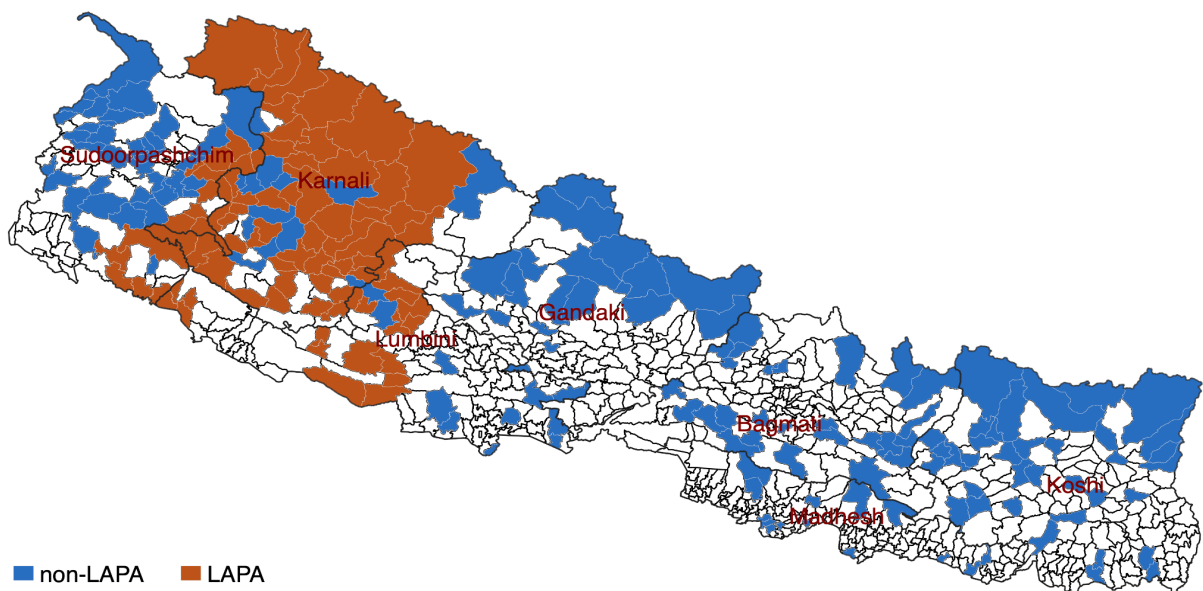 Sudoorpashchim
Karnali
Gandaki
Lumbini
Bagmati
Koshi
Madhesh
non-LAPA
LAPA